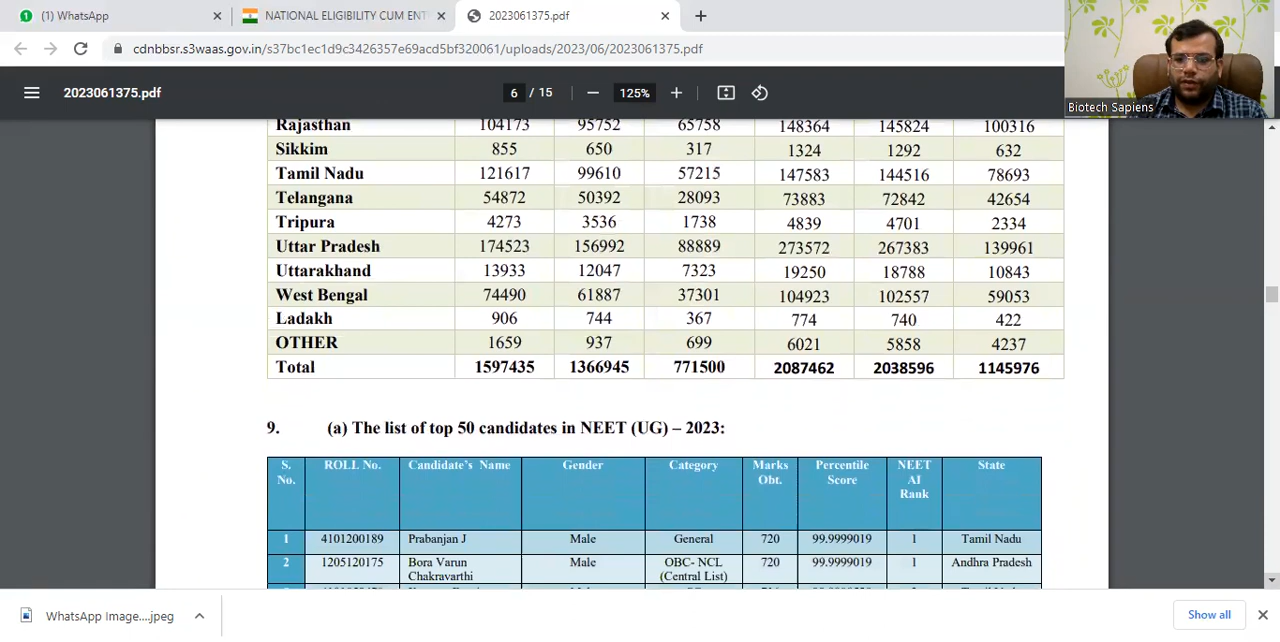 (1) WhatsApp
NATIONAL ELIGIBILITY CUM ENT
2023061375.pdf
cdnbbsr.s3waas.gov.in/s37bc1ec1d9c3426357e69acd5bf320061/uploads/2023/06/2023061375.pdf
2023061375.pdf 6 / 15 125%
Biotech Sapiens
Rajasthan 104173 95752 65758 148364 145824 100316
Sikkim 855 650 317 1324 1292 632
Tamil Nadu 121617 99610 57215 147583 144516 78693
Telangana 54872 50392 28093 73883 72842 42654
Tripura 4273 3536 1738 4839 4701 2334
Uttar Pradesh 174523 156992 88889 273572 267383 139961
Uttarakhand 13933 12047 7323 19250 18788 10843
West Bengal 74490 61887 37301 104923 102557 59053
Ladakh 906 744 367 774 740 422
OTHER 1659 937 699 6021 5858 4237
Total 1597435 1366945 771500 2087462 2038596 1145976
9. (a) The list of top 50 candidates in NEET (UG) – 2023:
S. ROLL No. Candidate's Name Gender Category Marks Percentile NEET State
No. Obt. Score AI
Rank
1 4101200189 Prabanjan J Male General 720 99.9999019 1 Tamil Nadu
2 1205120175 Bora Varun Male OBC- NCL 720 99.9999019 1 Andhra Pradesh
Chakravarthi (Central List)
WhatsApp Image....jpeg
Show all